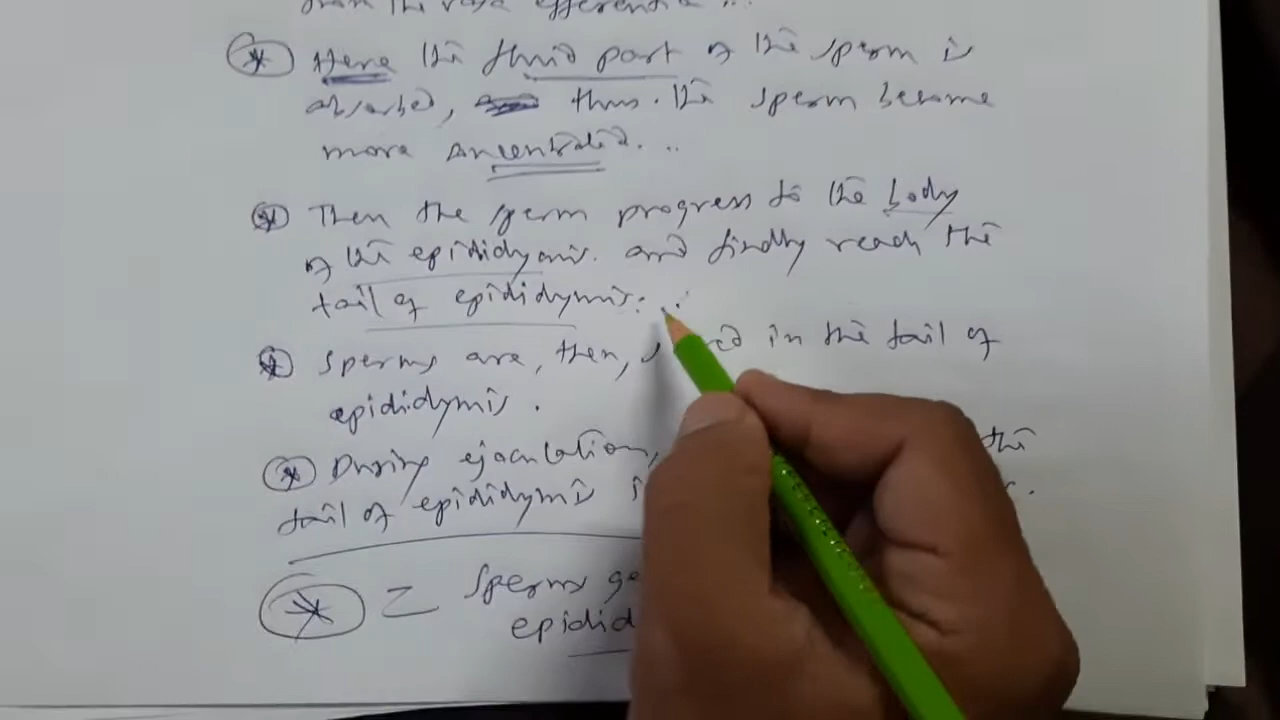 from the vasa efferentia...
Here the fluid part of the sperm is
absorbed, thus the sperm become
more concentrated...
Then the sperm progress to the body
of the epididymis. and finally reach the
tail of epididymis.
Sperms are, then, in the tail of
epididymis.
During ejaculation, the
tail of epididymis
Sperms